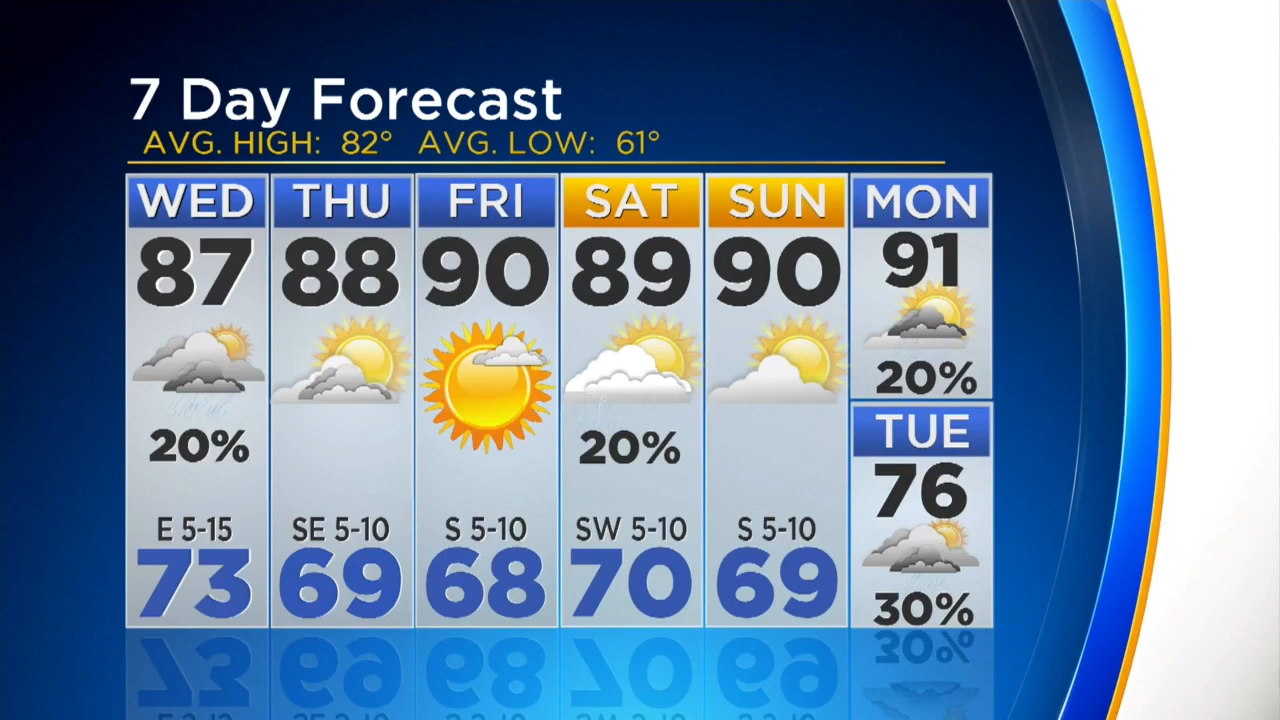 7 Day Forecast
AVG. HIGH: 82° AVG. LOW: 61°
WED THU FRI SAT SUN MON
87 88 90 89 90 91
20% 20% 20%
TUE
76
E 5-15 SE 5-10 S 5-10 SW 5-10 S 5-10
73 69 68 70 69
30%